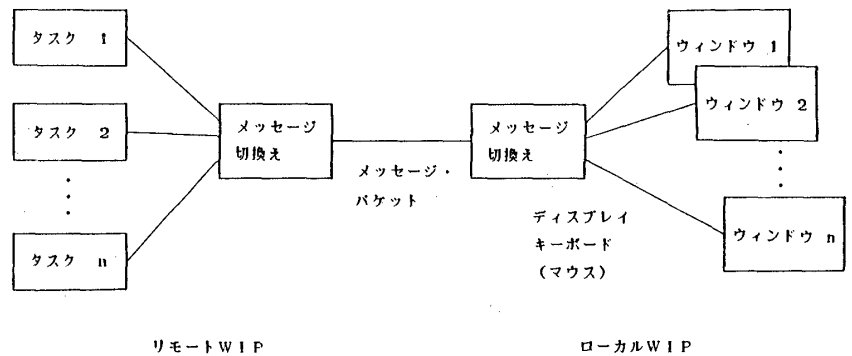 タスク 1
タスク 2
タスク n
メッセージ
切換え
メッセージ・
パケット
メッセージ
切換え
ディスプレイ
キーボード
(マウス)
ウィンドウ 1
ウィンドウ 2
ウィンドウ n
リモートWIP
ローカルWIP